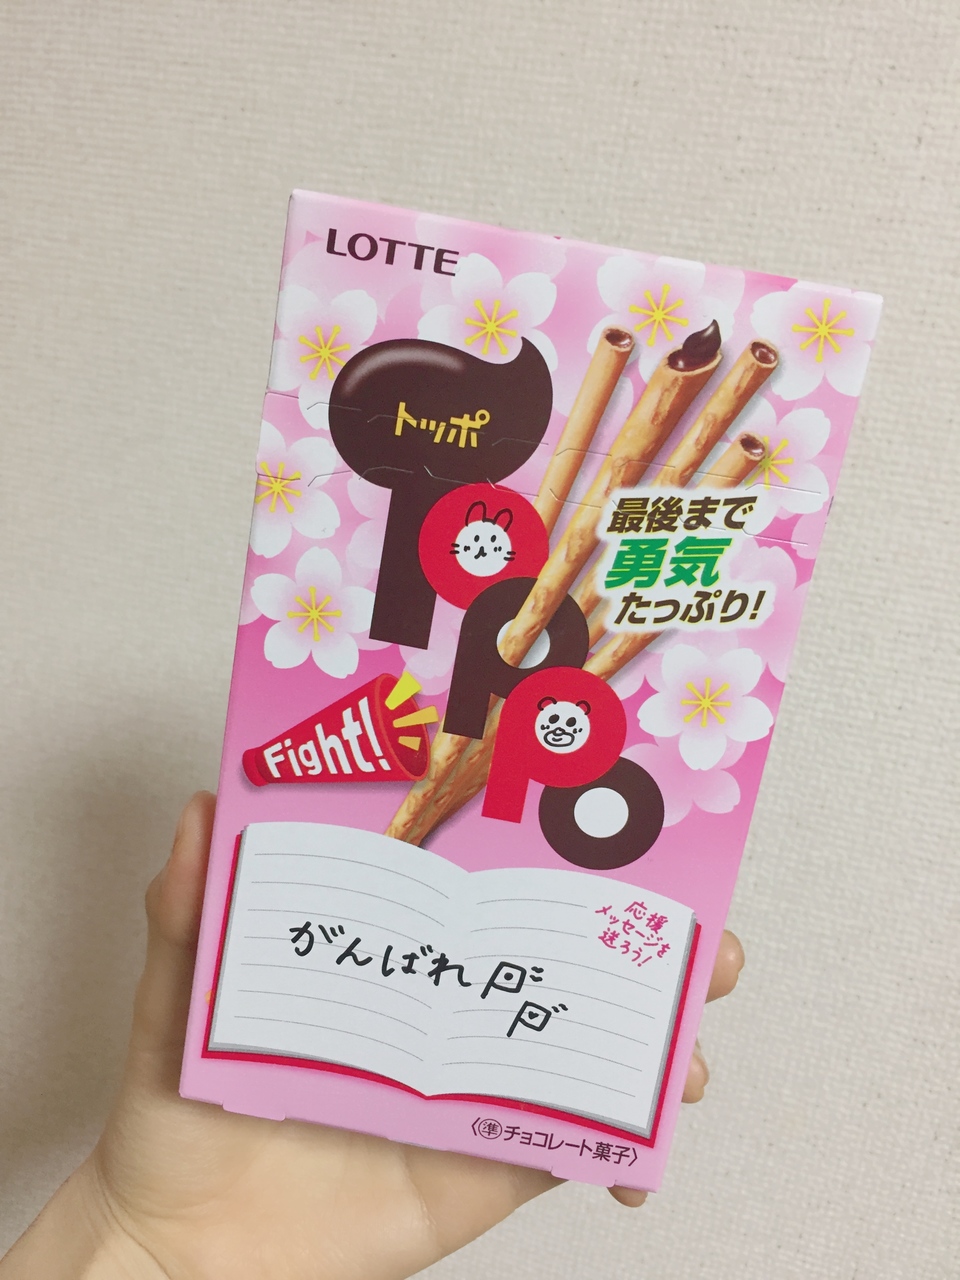 LOTTE
トッポ
TOPPO
最後まで
勇気
たっぷり!
Fight!
応援
メッセージを
送ろう!
がんばれ
〈準チョコレート菓子〉